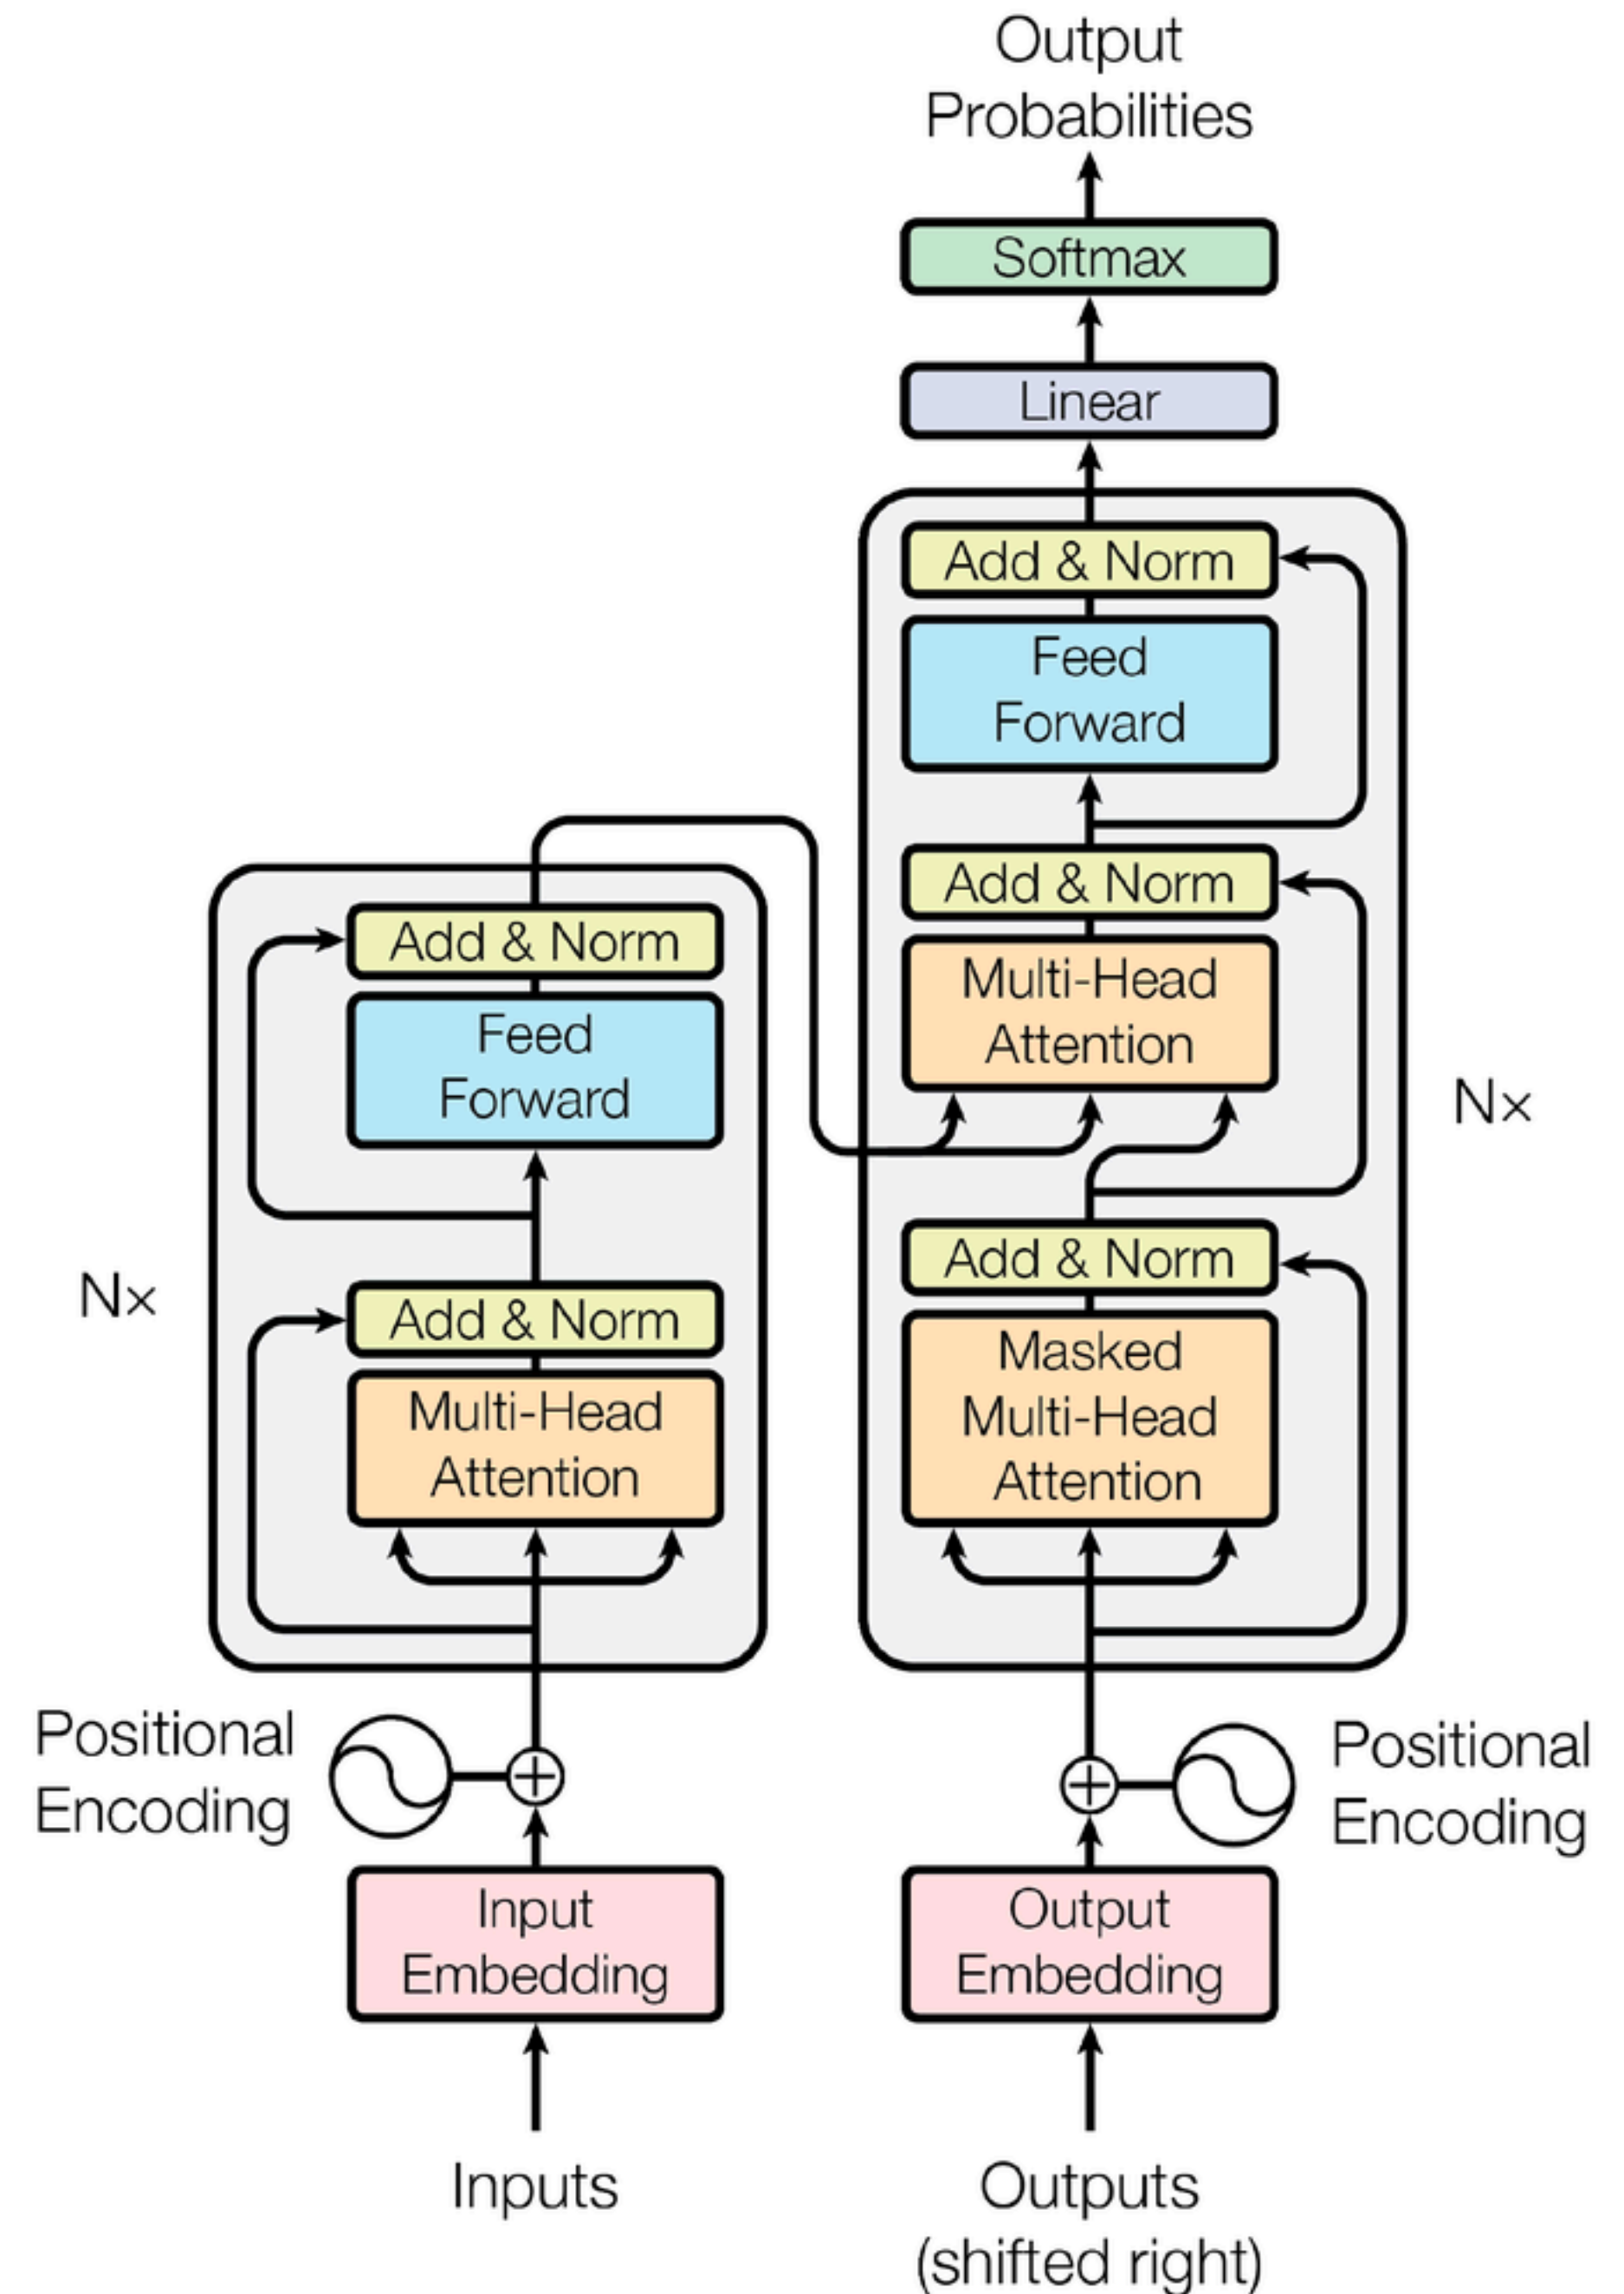 Output
Probabilities
Softmax
Linear
Add & Norm
Feed
Forward
Add & Norm
Multi-Head
Attention
Add & Norm
Masked
Multi-Head
Attention
Nx
Add & Norm
Feed
Forward
Add & Norm
Multi-Head
Attention
Nx
Positional
Encoding
Positional
Encoding
Input
Embedding
Output
Embedding
Inputs
Outputs
(shifted right)